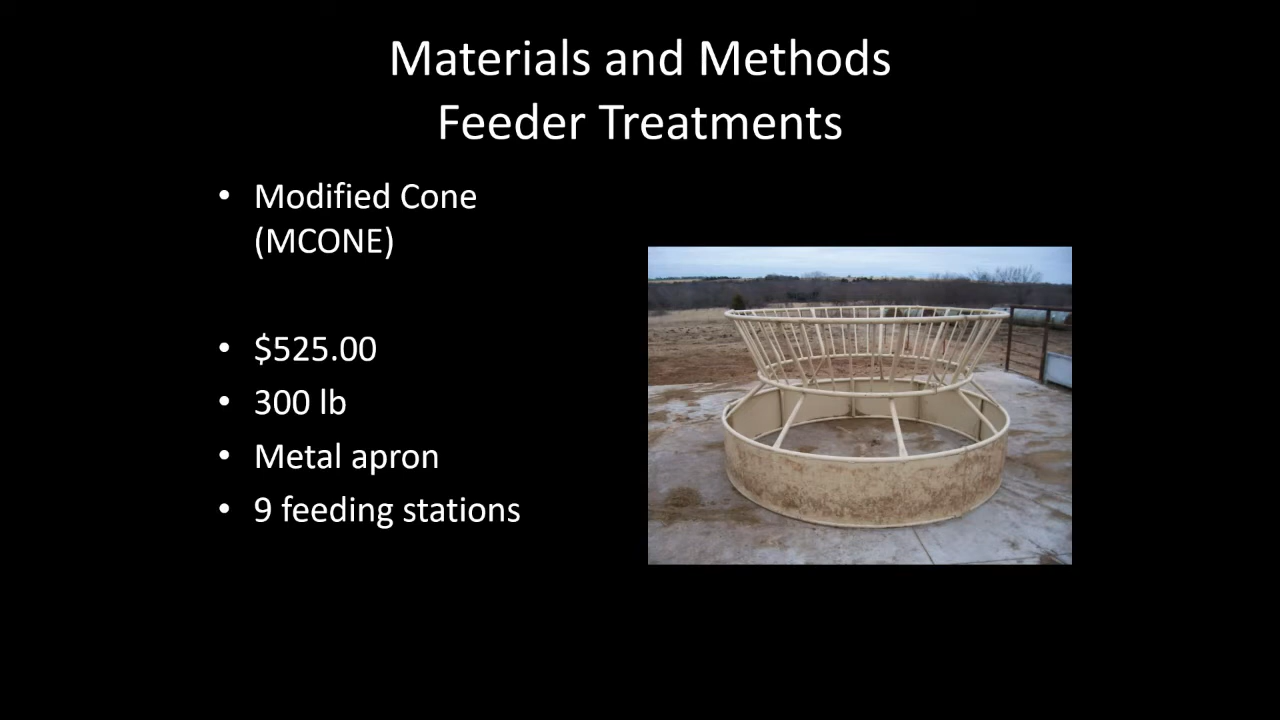 Materials and Methods
Feeder Treatments
• Modified Cone
(MCONE)
• $525.00
• 300 lb
• Metal apron
• 9 feeding stations